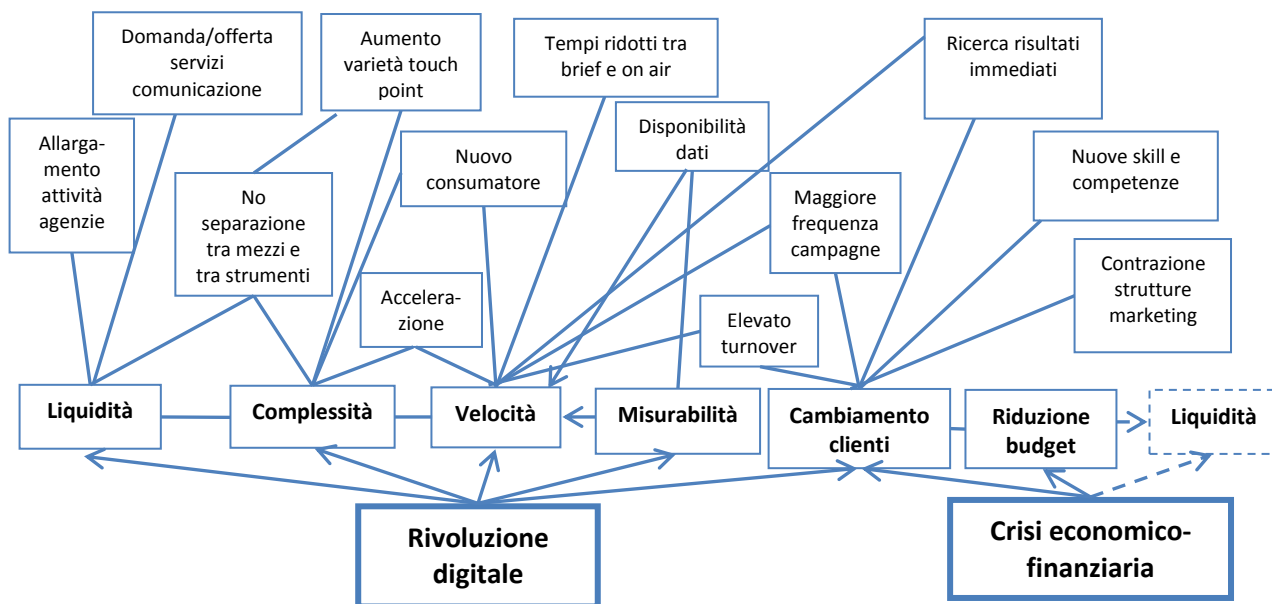 Domanda/offerta
servizi
comunicazione
Aumento
varietà touch
point
Tempi ridotti tra
brief e on air
Ricerca risultati
immediati
Allarga-
mento
attività
agenzie
No
separazione
tra mezzi e
tra strumenti
Nuovo
consumatore
Disponibilità
dati
Maggiore
frequenza
campagne
Nuove skill e
competenze
Accelera-
zione
Elevato
turnover
Contrazione
strutture
marketing
Liquidità
Complessità
Velocità
Misurabilità
Cambiamento
clienti
Riduzione
budget
Liquidità
Rivoluzione
digitale
Crisi economico-
finanziaria